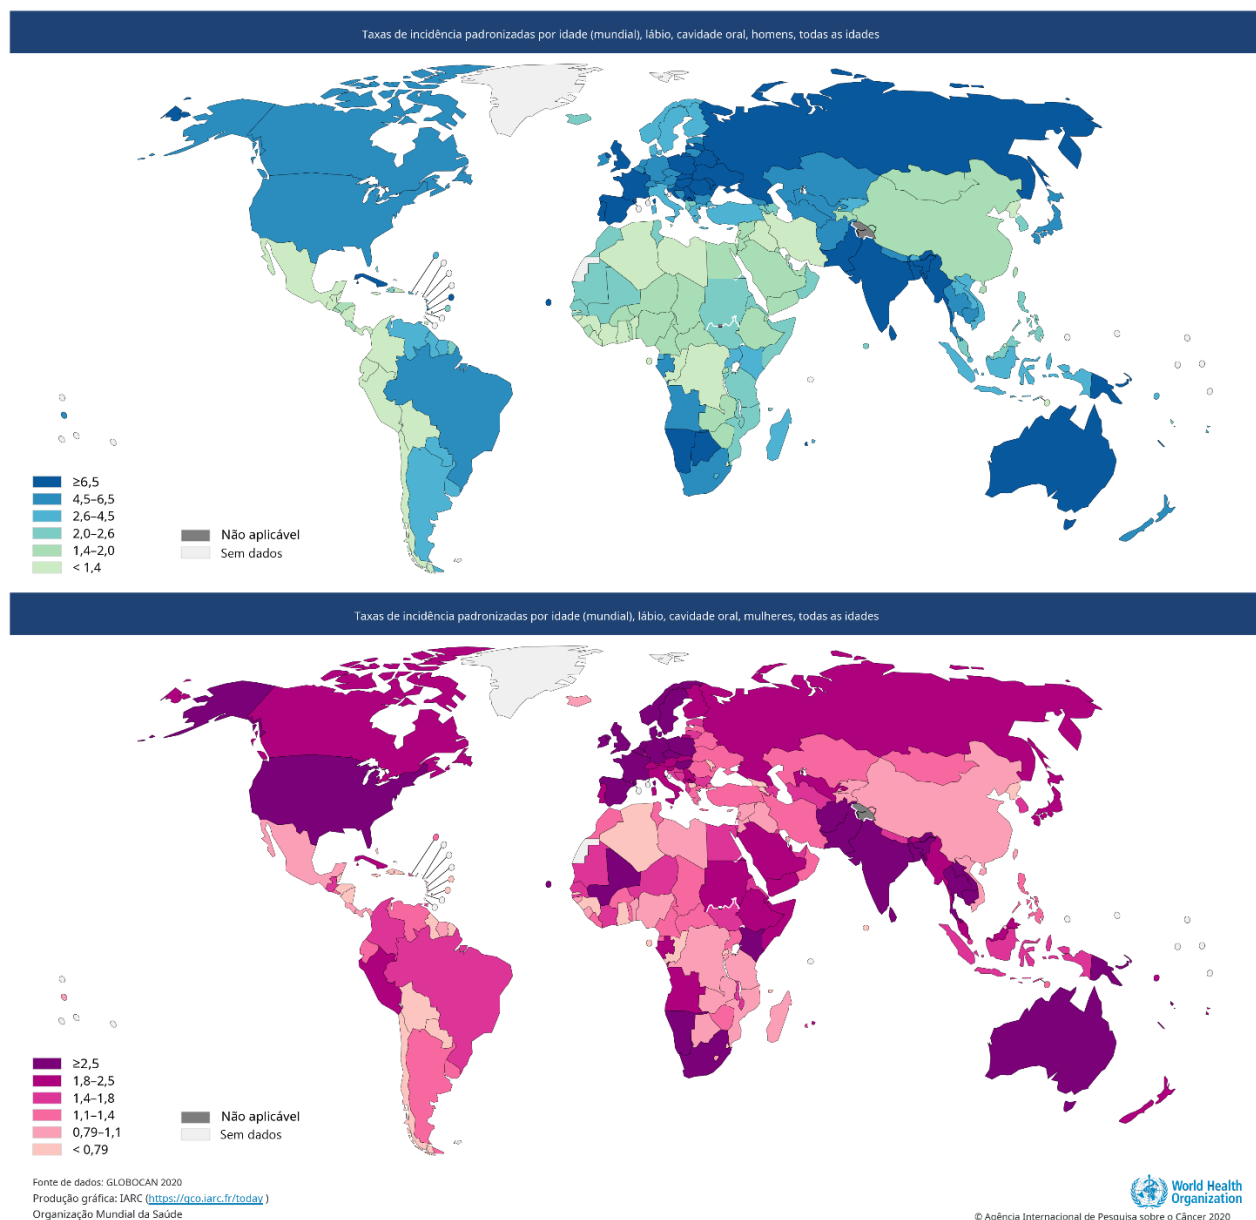 Taxas de incidência padronizadas por idade (mundial), lábio, cavidade oral, homens, todas as idades
≥6,5
4,5–6,5
2,6–4,5
2,0–2,6
1,4–2,0
< 1,4
Não aplicável
Sem dados
Taxas de incidência padronizadas por idade (mundial), lábio, cavidade oral, mulheres, todas as idades
≥2,5
1,8–2,5
1,4–1,8
1,1–1,4
0,79–1,1
< 0,79
Não aplicável
Sem dados
Fonte de dados: GLOBOCAN 2020
Produção gráfica: IARC (https://gco.iarc.fr/today )
Organização Mundial da Saúde
World Health
Organization
© Agência Internacional de Pesquisa sobre o Câncer 2020